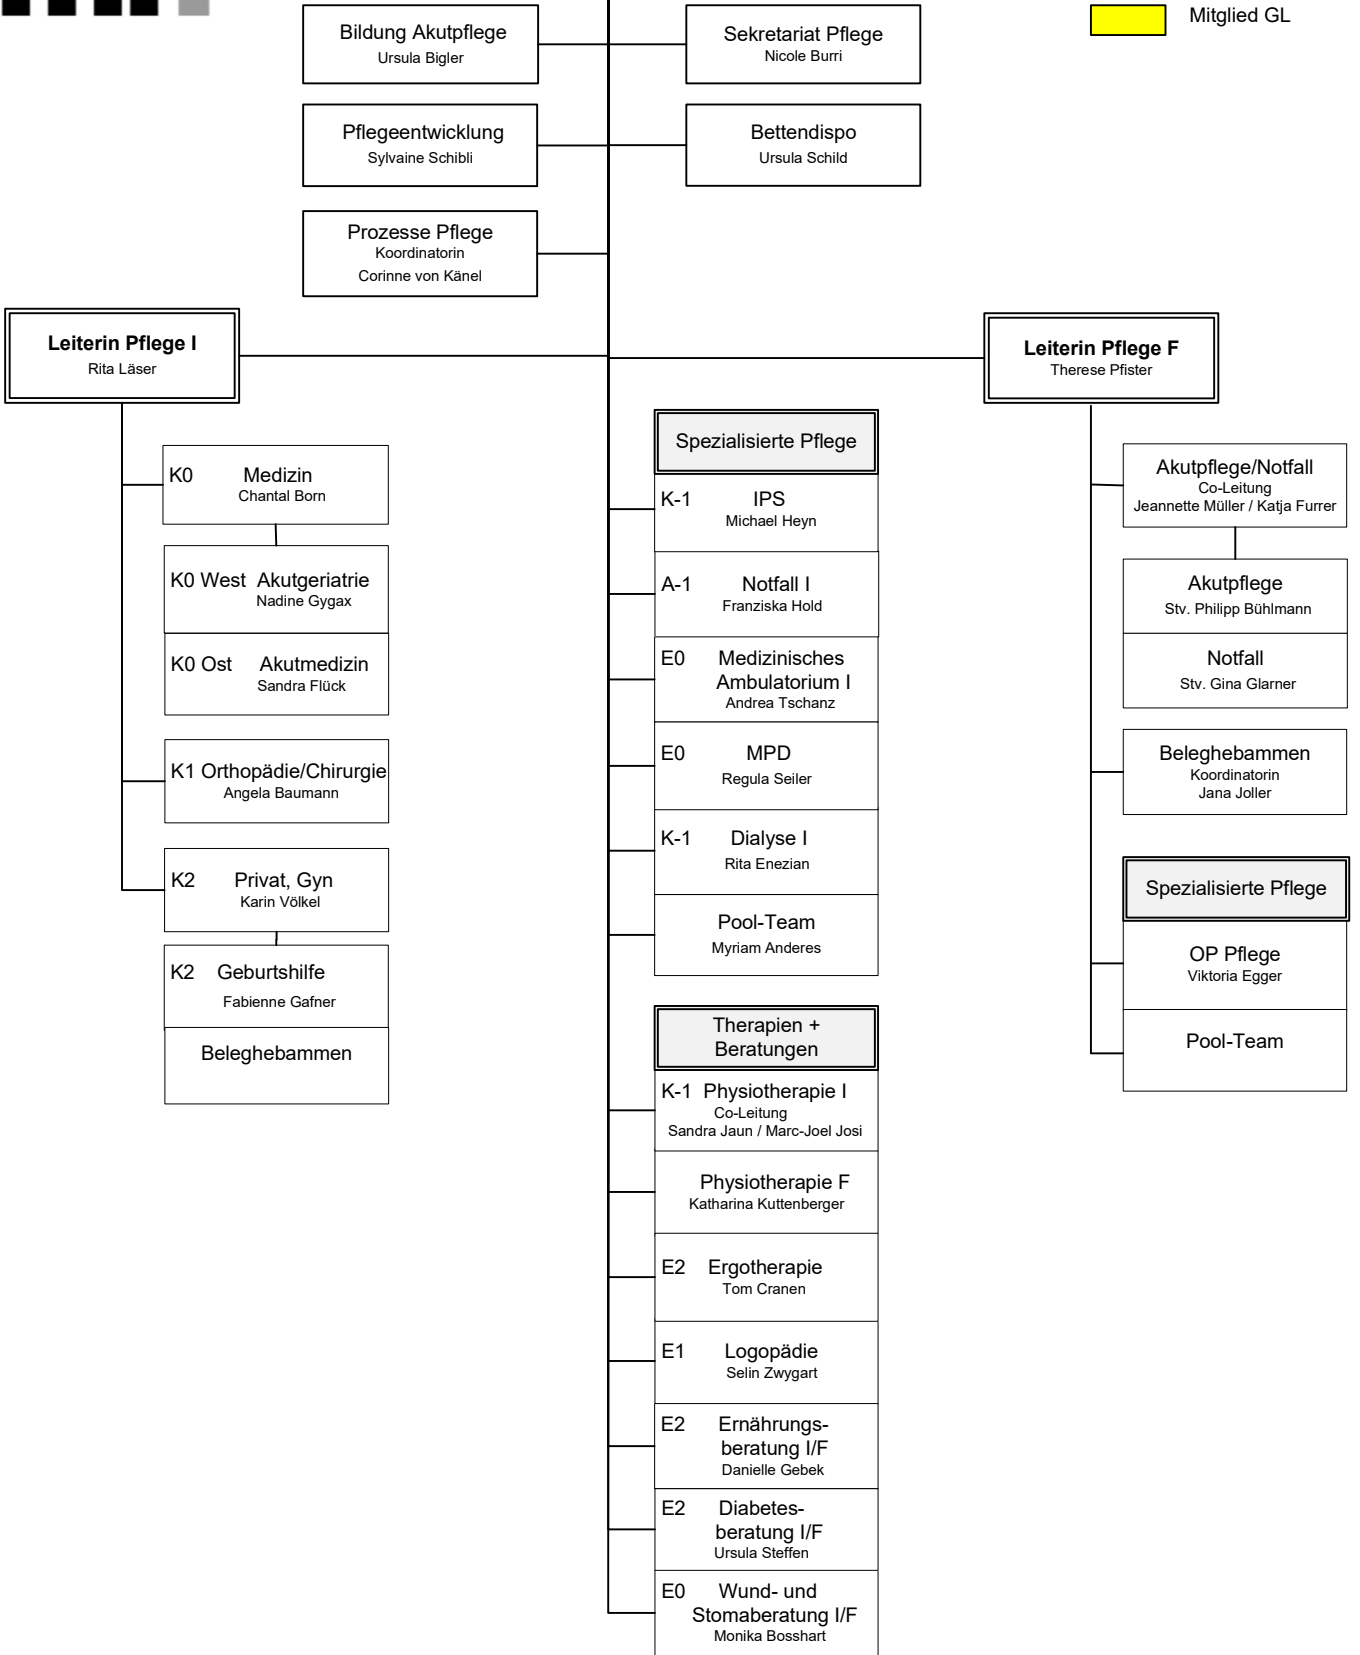 Mitglied GL
Bildung Akutpflege
Ursula Bigler
Sekretariat Pflege
Nicole Burri
Pflegeentwicklung
Sylvaine Schibli
Bettendispo
Ursula Schild
Prozesse Pflege
Koordinatorin
Corinne von Känel
Leiterin Pflege I
Rita Läser
Leiterin Pflege F
Therese Pfister
K0 Medizin
Chantal Born
K0 West Akutgeriatrie
Nadine Gygax
K0 Ost Akutmedizin
Sandra Flück
K1 Orthopädie/Chirurgie
Angela Baumann
K2 Privat, Gyn
Karin Völkel
K2 Geburtshilfe
Fabienne Gafner
Beleghebammen
Spezialisierte Pflege
K-1 IPS
Michael Heyn
A-1 Notfall I
Franziska Hold
E0 Medizinisches
Ambulatorium I
Andrea Tschanz
E0 MPD
Regula Seiler
K-1 Dialyse I
Rita Enezian
Pool-Team
Myriam Anderes
Therapien +
Beratungen
K-1 Physiotherapie I
Co-Leitung
Sandra Jaun / Marc-Joel Josi
Physiotherapie F
Katharina Kuttenberger
E2 Ergotherapie
Tom Cranen
E1 Logopädie
Selin Zwygart
E2 Ernährungs-
beratung I/F
Danielle Gebek
E2 Diabetes-
beratung I/F
Ursula Steffen
E0 Wund- und
Stomaberatung I/F
Monika Bosshart
Akutpflege/Notfall
Co-Leitung
Jeannette Müller / Katja Furrer
Akutpflege
Stv. Philipp Bühlmann
Notfall
Stv. Gina Glarner
Beleghebammen
Koordinatorin
Jana Joller
Spezialisierte Pflege
OP Pflege
Viktoria Egger
Pool-Team